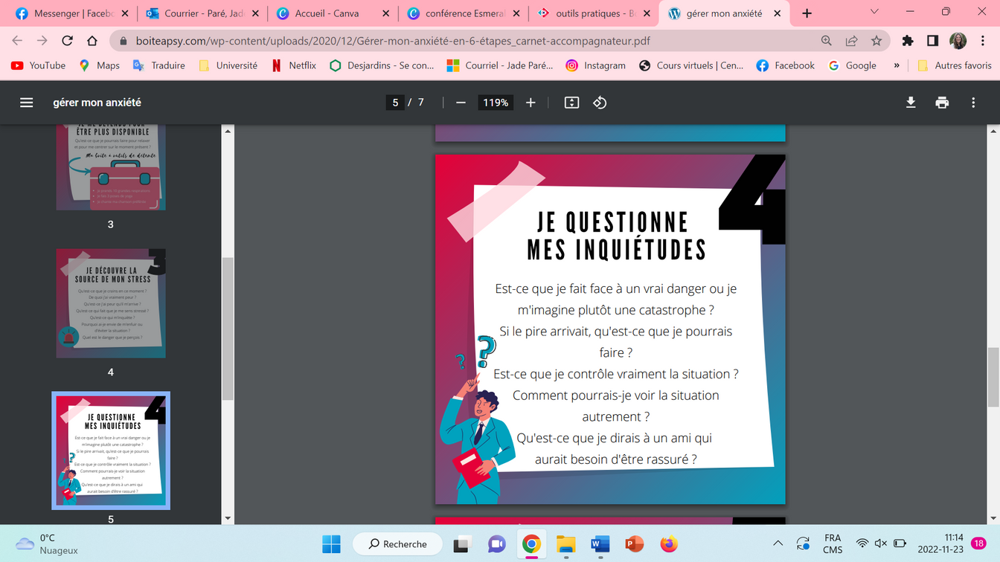 Messenger | Facebo
Courrier - Paré, Jade
Accueil - Canva
conférence Esmeral
outils pratiques - Bo
gérer mon anxiété
boiteapsy.com/wp-content/uploads/2020/12/Gérer-mon-anxiété-en-6-étapes_carnet-accompagnateur.pdf
YouTube
Maps
Traduire
Université
Netflix
Desjardins - Se con...
Courriel - Jade Paré...
Instagram
Cours virtuels | Cen...
Facebook
Google
»
Autres favoris
gérer mon anxiété
5 / 7
119%
ÊTRE PLUS DISPONIBLE
Qu'est-ce que je pourrais faire pour relaxer
et pour me centrer sur le moment présent ?
Ma boîte à outils de détente
3
3
JE DÉCOUVRE LA
SOURCE DE MON STRESS
Qu'est-ce que je crains en ce moment ?
De quoi j'ai vraiment peur ?
Qu'est ce j'ai peur qu'il m'arrive ?
Qu'est-ce qui fait que je me sens stressé ?
Qu'est-ce qui m'inquiète ?
Pourquoi ai je envie de m'enfuir ou
d'éviter la situation ?
Quel est le danger que je perçois ?
4
4
JE QUESTIONNE
MES INQUIÉTUDES
Est-ce que je fait face à un vrai danger ou je
m'imagine plutôt une catastrophe ?
Si le pire arrivait, qu'est-ce que je pourrais
faire ?
Est-ce que je contrôle vraiment la situation ?
Comment pourrais-je voir la situation
autrement ?
Qu'est-ce que je dirais à un ami qui
aurait besoin d'être rassuré ?
5
4
JE QUESTIONNE
MES INQUIÉTUDES
Est-ce que je fait face à un vrai danger ou je
m'imagine plutôt une catastrophe ?
Si le pire arrivait, qu'est-ce que je pourrais
faire ?
Est-ce que je contrôle vraiment la situation ?
Comment pourrais-je voir la situation
autrement ?
Qu'est-ce que je dirais à un ami qui
aurait besoin d'être rassuré ?
? ?
0°C
Nuageux
Recherche
FRA
CMS
11:14
2022-11-23
18